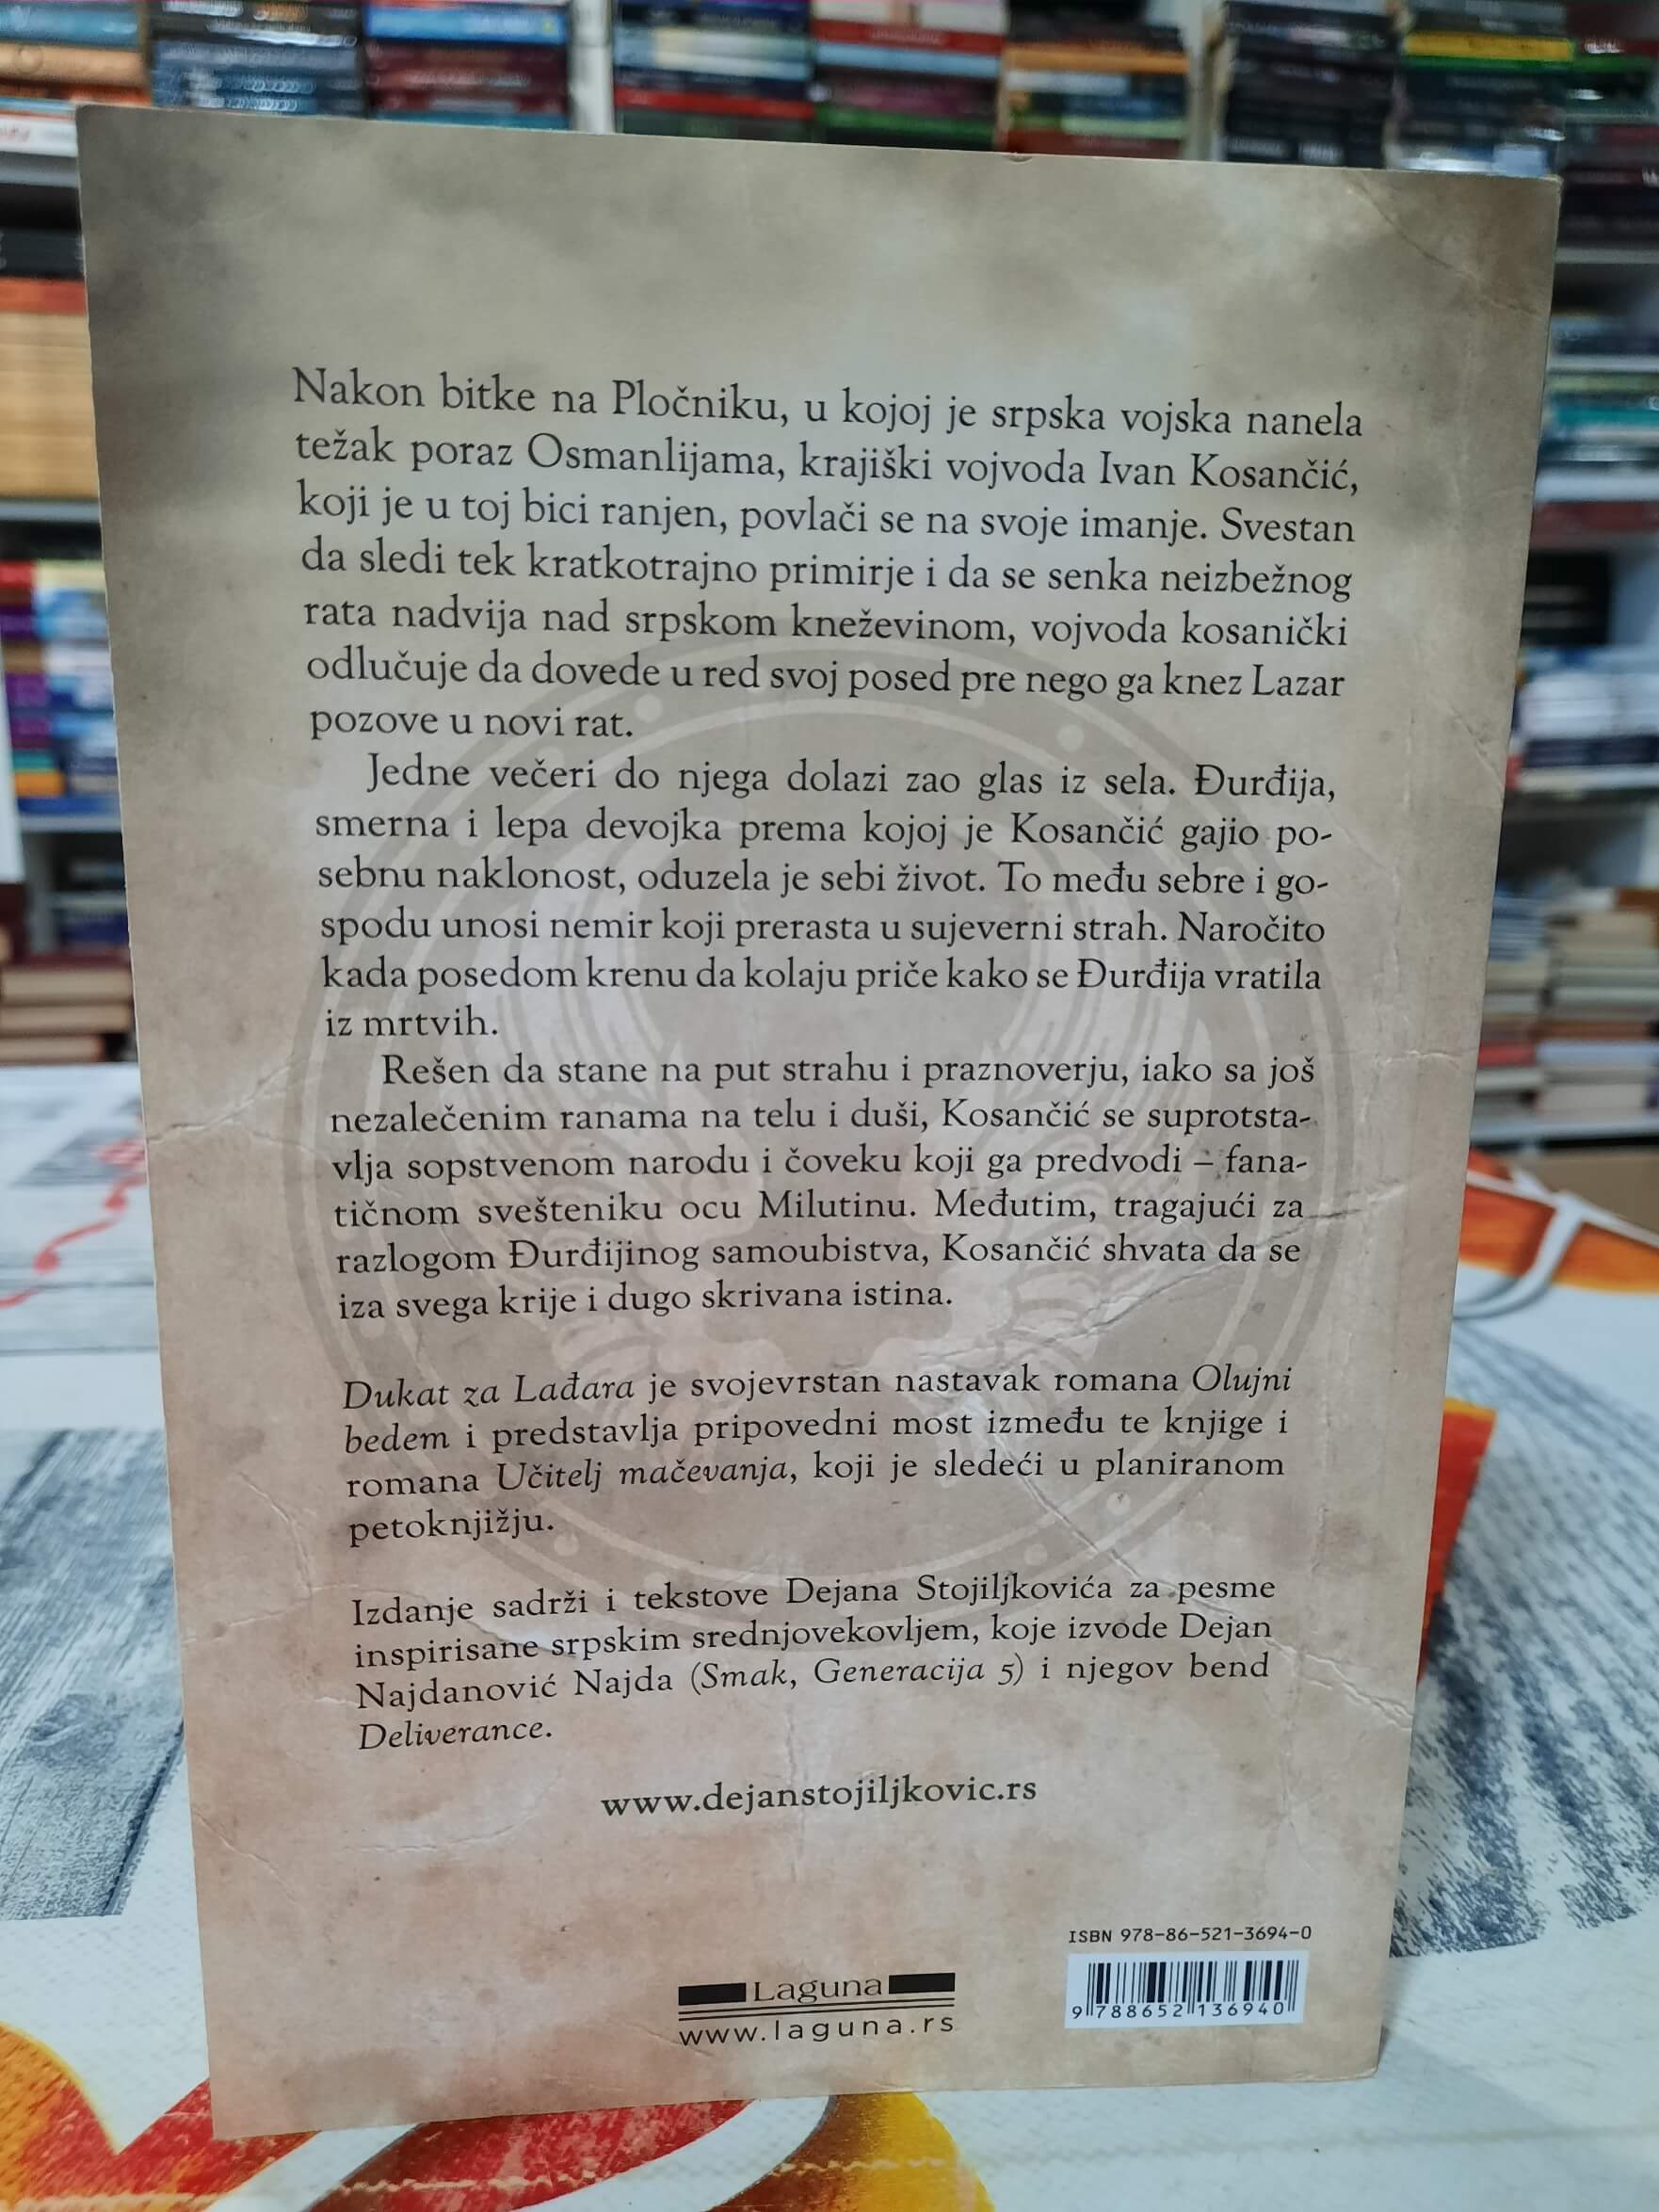 Nakon bitke na Pločniku, u kojoj je srpska vojska nanela
težak poraz Osmanlijama, krajiški vojvoda Ivan Kosančić,
koji je u toj bici ranjen, povlači se na svoje imanje. Svestan
da sledi tek kratkotrajno primirje i da se senka neizbežnog
rata nadvija nad srpskom kneževinom, vojvoda kosanički
odlučuje da dovede u red svoj posed pre nego ga knez Lazar
pozove u novi rat.
Jedne večeri do njega dolazi zao glas iz sela. Đurđija,
smerna i lepa devojka prema kojoj je Kosančić gajio po-
sebnu naklonost, oduzela je sebi život. To među sebre i go-
spodu unosi nemir koji prerasta u sujeverni strah. Naročito
kada posedom krenu da kolaju priče kako se Đurđija vratila
iz mrtvih.
Rešen da stane na put strahu i praznoverju, iako sa još
nezalečenim ranama na telu i duši, Kosančić se suprotsta-
vlja sopstvenom narodu i čoveku koji ga predvodi – fana-
tičnom svešteniku ocu Milutinu. Međutim, tragajući za
razlogom Đurđijinog samoubistva, Kosančić shvata da se
iza svega krije i dugo skrivana istina.
Dukat za Lađara je svojevrstan nastavak romana Olujni
bedem i predstavlja pripovedni most između te knjige i
romana Učitelj mačevanja, koji je sledeći u planiranom
petoknjižju.
Izdanje sadrži i tekstove Dejana Stojiljkovića za pesme
inspirisane srpskim srednjovekovljem, koje izvode Dejan
Najdanović Najda (Smak, Generacija 5) i njegov bend
Deliverance.
www.dejanstojiljkovic.rs
ISBN 978-86-521-3694-0
9 788652 136940
Laguna
www.laguna.rs